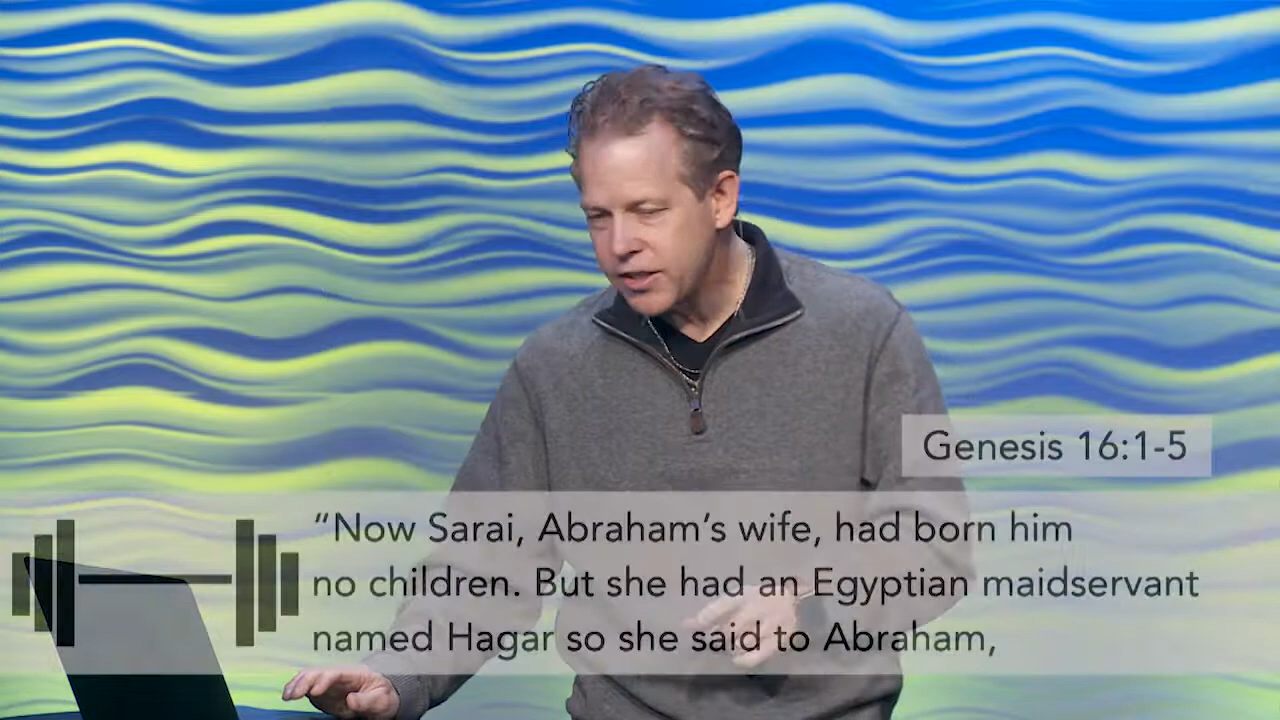 Genesis 16:1-5
“Now Sarai, Abraham’s wife, had born him
no children. But she had an Egyptian maidservant
named Hagar so she said to Abraham,